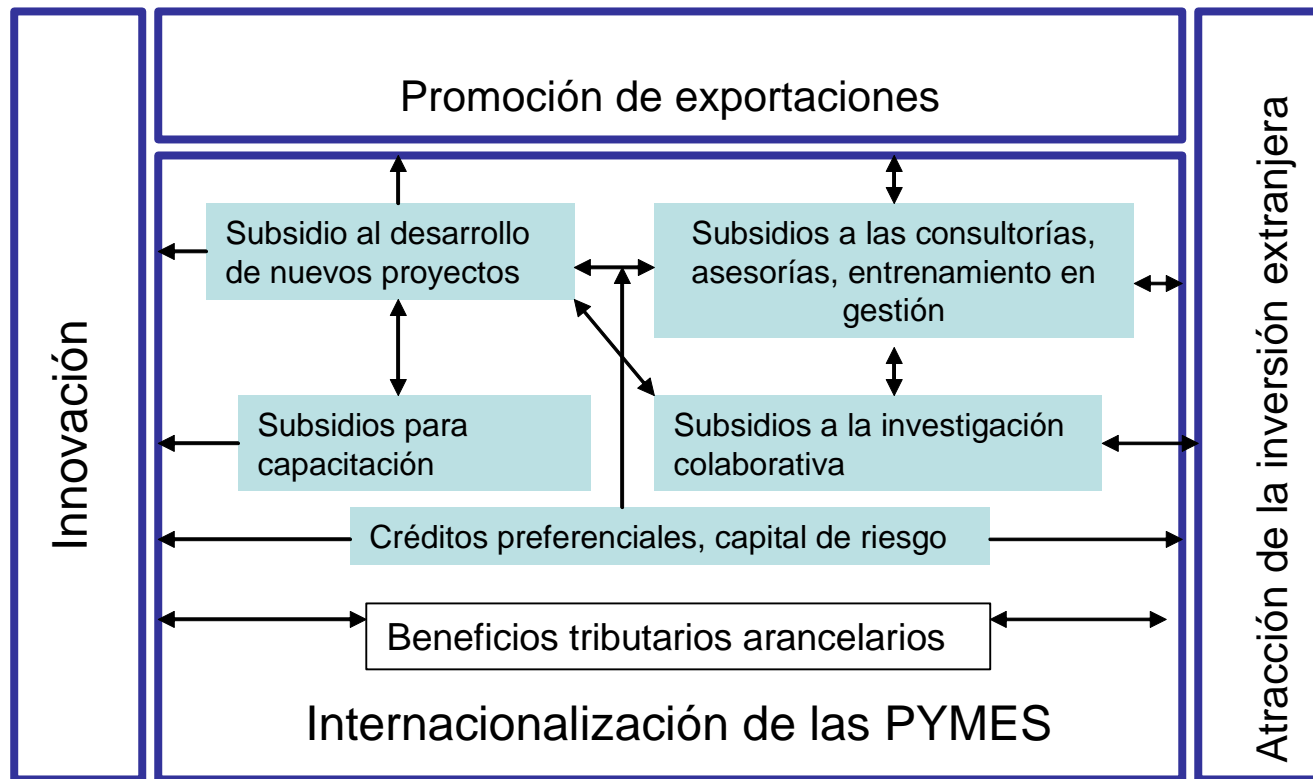 Promoción de exportaciones
Innovación
Subsidio al desarrollo
de nuevos proyectos
Subsidios a las consultorías,
asesorías, entrenamiento en
gestión
Subsidios para
capacitación
Subsidios a la investigación
colaborativa
Créditos preferenciales, capital de riesgo
Beneficios tributarios arancelarios
Internacionalización de las PYMES
Atracción de la inversión extranjera